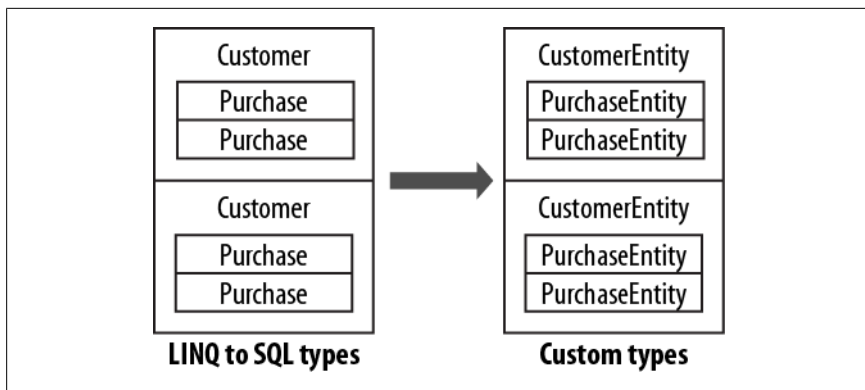 Customer
Purchase
Purchase
Customer
Purchase
Purchase
LINQ to SQL types
CustomerEntity
PurchaseEntity
PurchaseEntity
CustomerEntity
PurchaseEntity
PurchaseEntity
Custom types